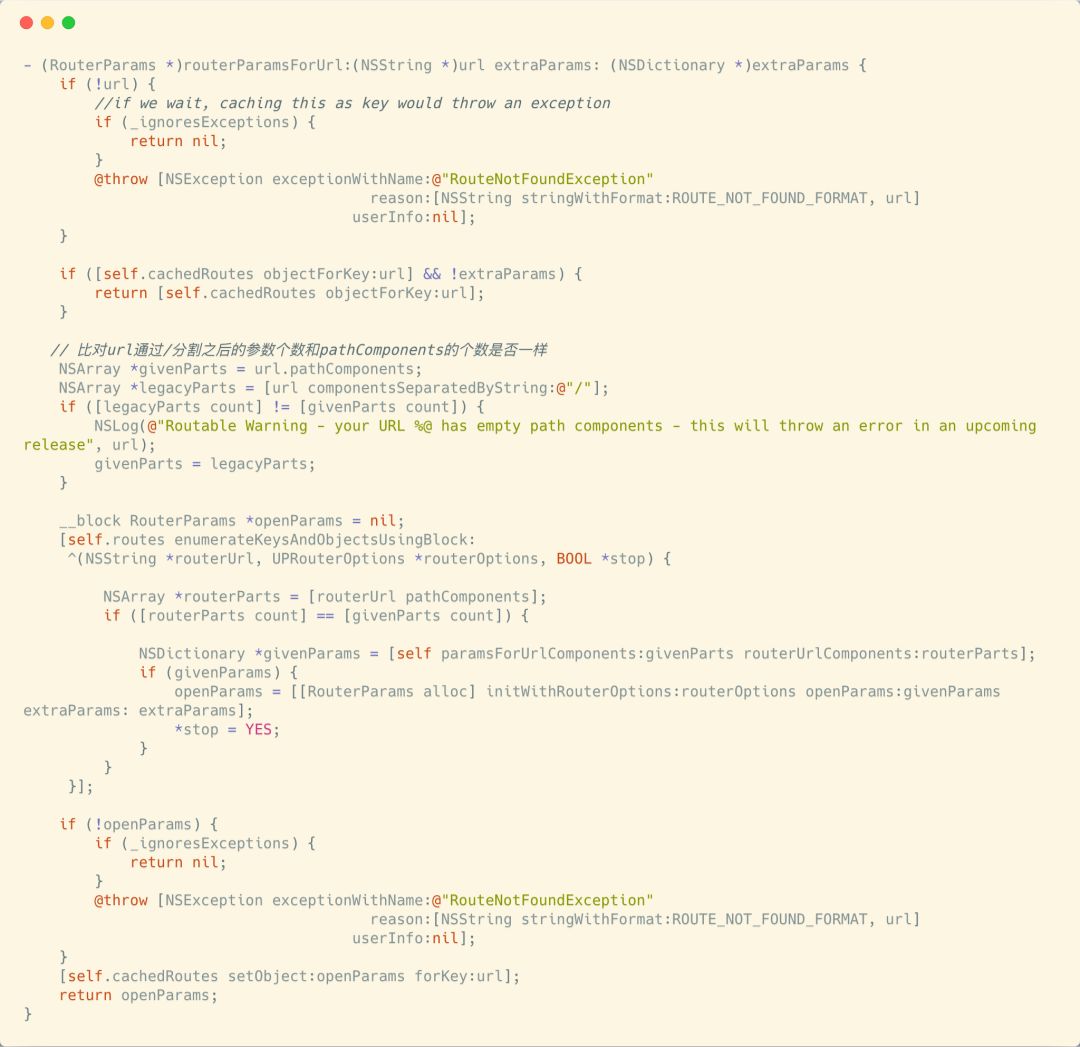 - (RouterParams *)routerParamsForUrl:(NSString *)url extraParams: (NSDictionary *)extraParams {
    if (!url) {
        //if we wait, caching this as key would throw an exception
        if (_ignoresExceptions) {
            return nil;
        }
        @throw [NSException exceptionWithName:@"RouteNotFoundException"
                                       reason:[NSString stringWithFormat:ROUTE_NOT_FOUND_FORMAT, url]
                                     userInfo:nil];
    }

    if ([self.cachedRoutes objectForKey:url] && !extraParams) {
        return [self.cachedRoutes objectForKey:url];
    }

   // 比对url通过/分割之后的参数个数和pathComponents的个数是否一样
    NSArray *givenParts = url.pathComponents;
    NSArray *legacyParts = [url componentsSeparatedByString:@"/"];
    if ([legacyParts count] != [givenParts count]) {
        NSLog(@"Routable Warning - your URL %@ has empty path components - this will throw an error in an upcoming
release", url);
        givenParts = legacyParts;
    }

    __block RouterParams *openParams = nil;
    [self.routes enumerateKeysAndObjectsUsingBlock:
     ^(NSString *routerUrl, UPRouterOptions *routerOptions, BOOL *stop) {

         NSArray *routerParts = [routerUrl pathComponents];
         if ([routerParts count] == [givenParts count]) {

             NSDictionary *givenParams = [self paramsForUrlComponents:givenParts routerUrlComponents:routerParts];
             if (givenParams) {
                 openParams = [[RouterParams alloc] initWithRouterOptions:routerOptions openParams:givenParams
extraParams: extraParams];
                 *stop = YES;
             }
         }
     }];

    if (!openParams) {
        if (_ignoresExceptions) {
            return nil;
        }
        @throw [NSException exceptionWithName:@"RouteNotFoundException"
                                       reason:[NSString stringWithFormat:ROUTE_NOT_FOUND_FORMAT, url]
                                     userInfo:nil];
    }
    [self.cachedRoutes setObject:openParams forKey:url];
    return openParams;
}